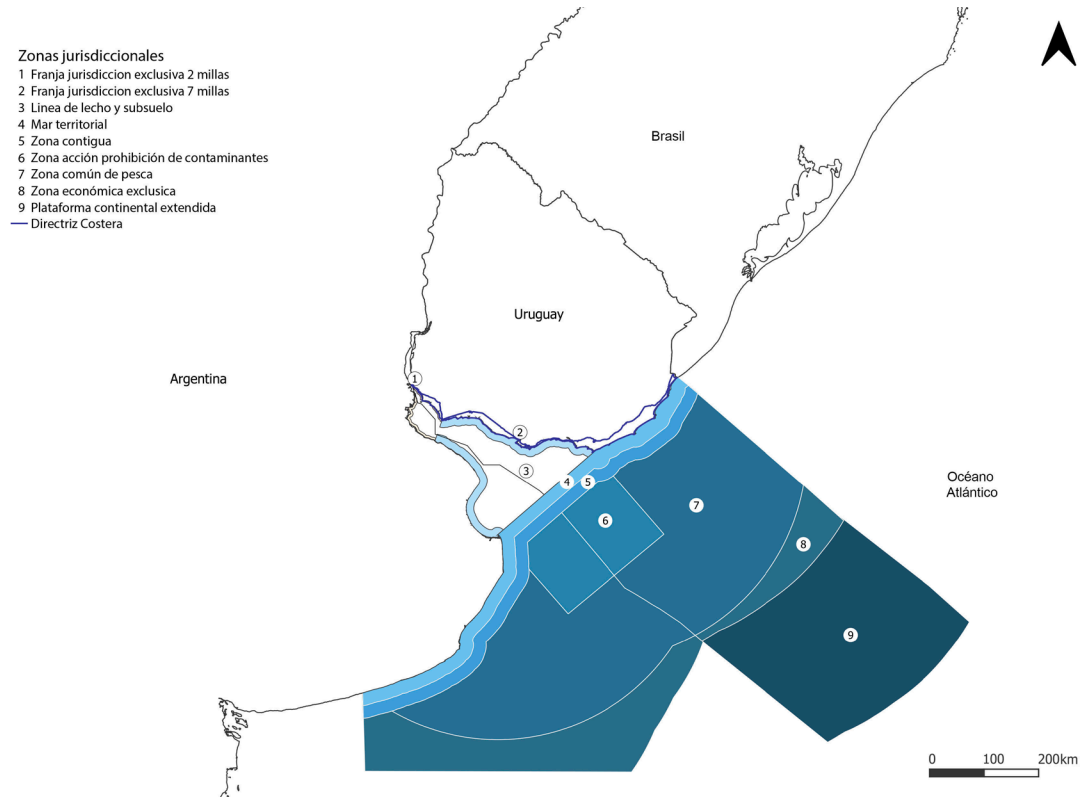 Zonas jurisdiccionales
1 Franja jurisdiccion exclusiva 2 millas
2 Franja jurisdiccion exclusiva 7 millas
3 Linea de lecho y subsuelo
4 Mar territorial
5 Zona contigua
6 Zona acción prohibición de contaminantes
7 Zona común de pesca
8 Zona económica exclusica
9 Plataforma continental extendida
Directriz Costera
Brasil
Uruguay
Argentina
1
2
3
4
5
6
7
8
9
Océano
Atlántico
0 100 200km